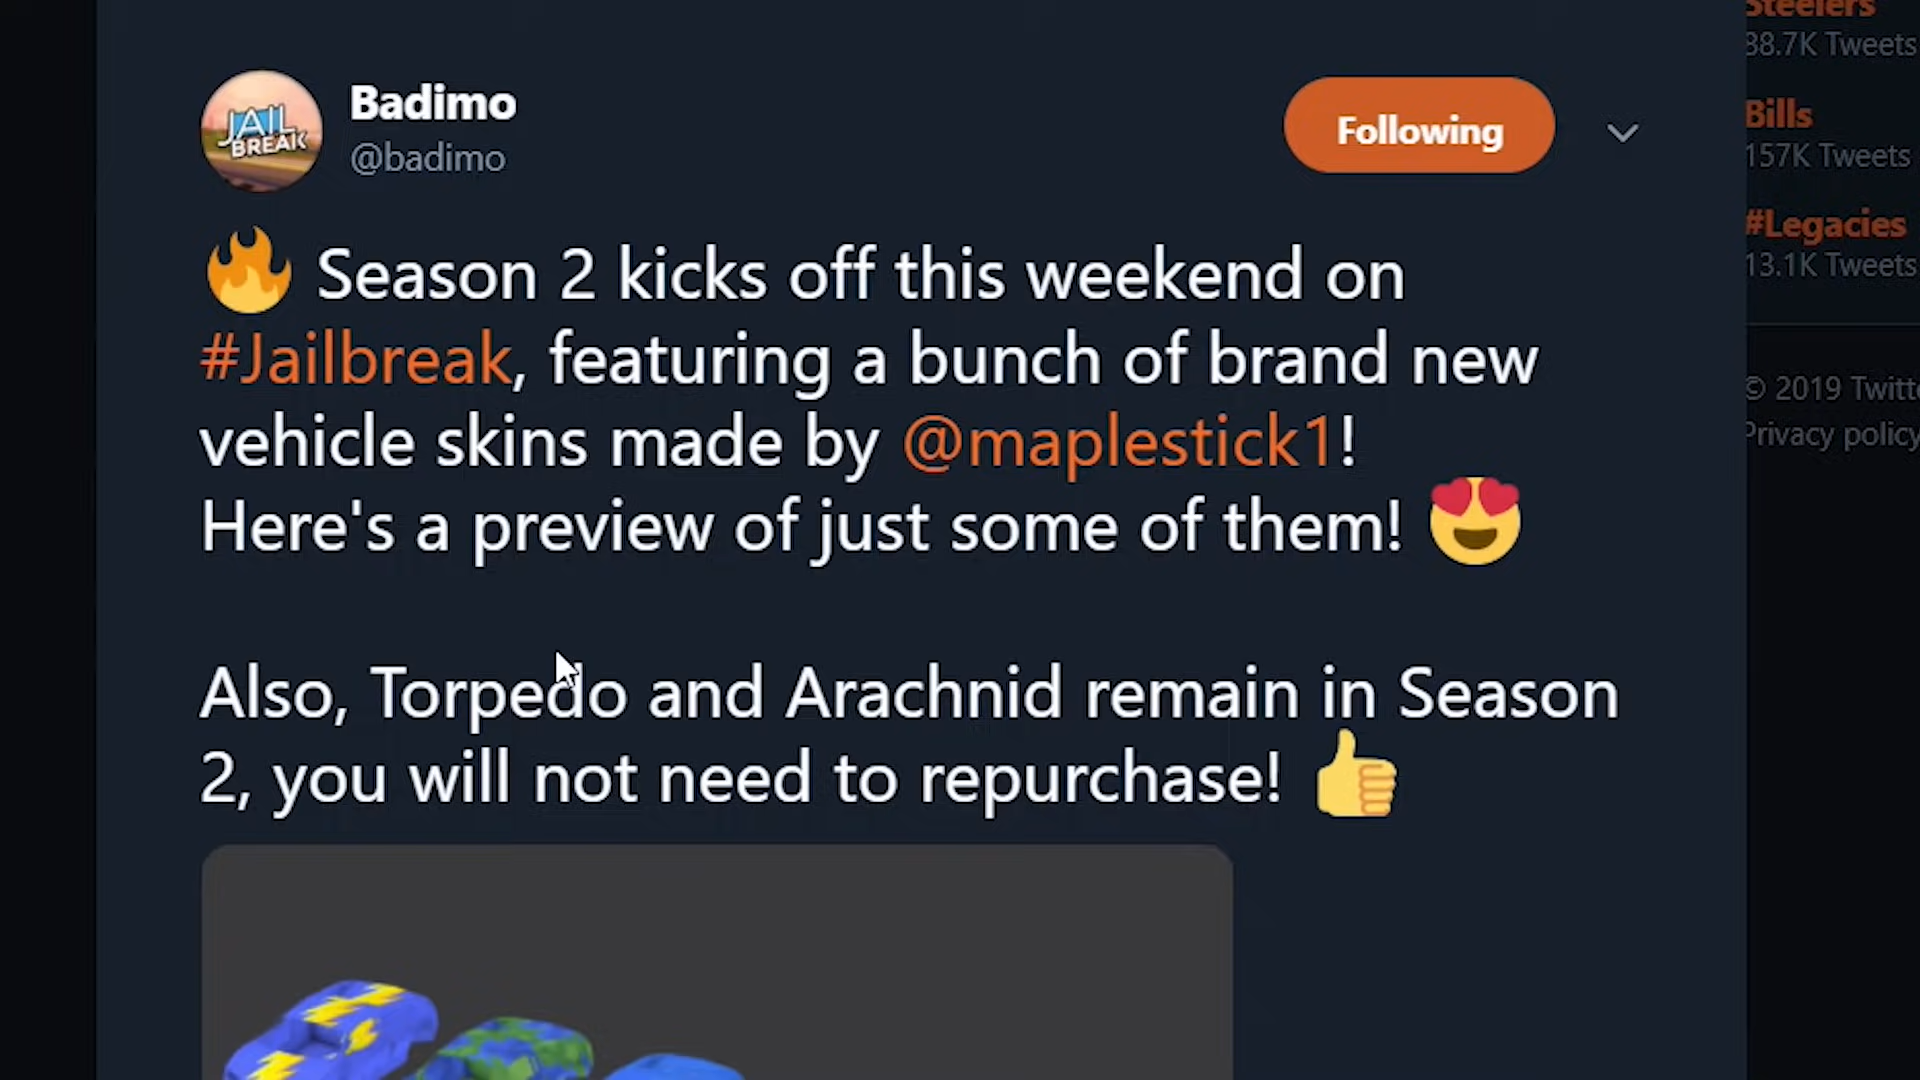 Steelers
38.7K Tweets
Badimo
@badimo
Following
Bills
157K Tweets
#Legacies
13.1K Tweets
JAIL
BREAK
🔥 Season 2 kicks off this weekend on
#Jailbreak, featuring a bunch of brand new
vehicle skins made by @maplestick1!
Here's a preview of just some of them! 😍
Also, Torpedo and Arachnid remain in Season
2, you will not need to repurchase! 👍
© 2019 Twitte
Privacy policy